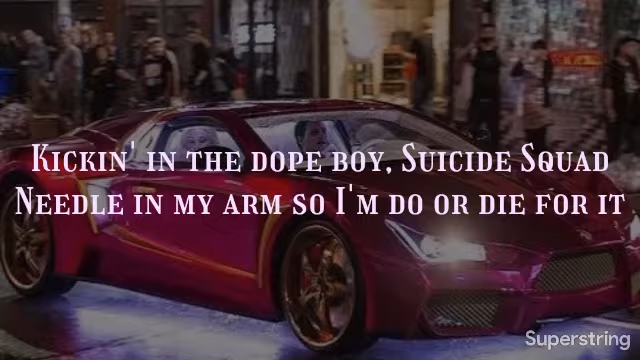 Kickin' in the dope boy, Suicide Squad
Needle in my arm so I'm do or die for it
Superstring